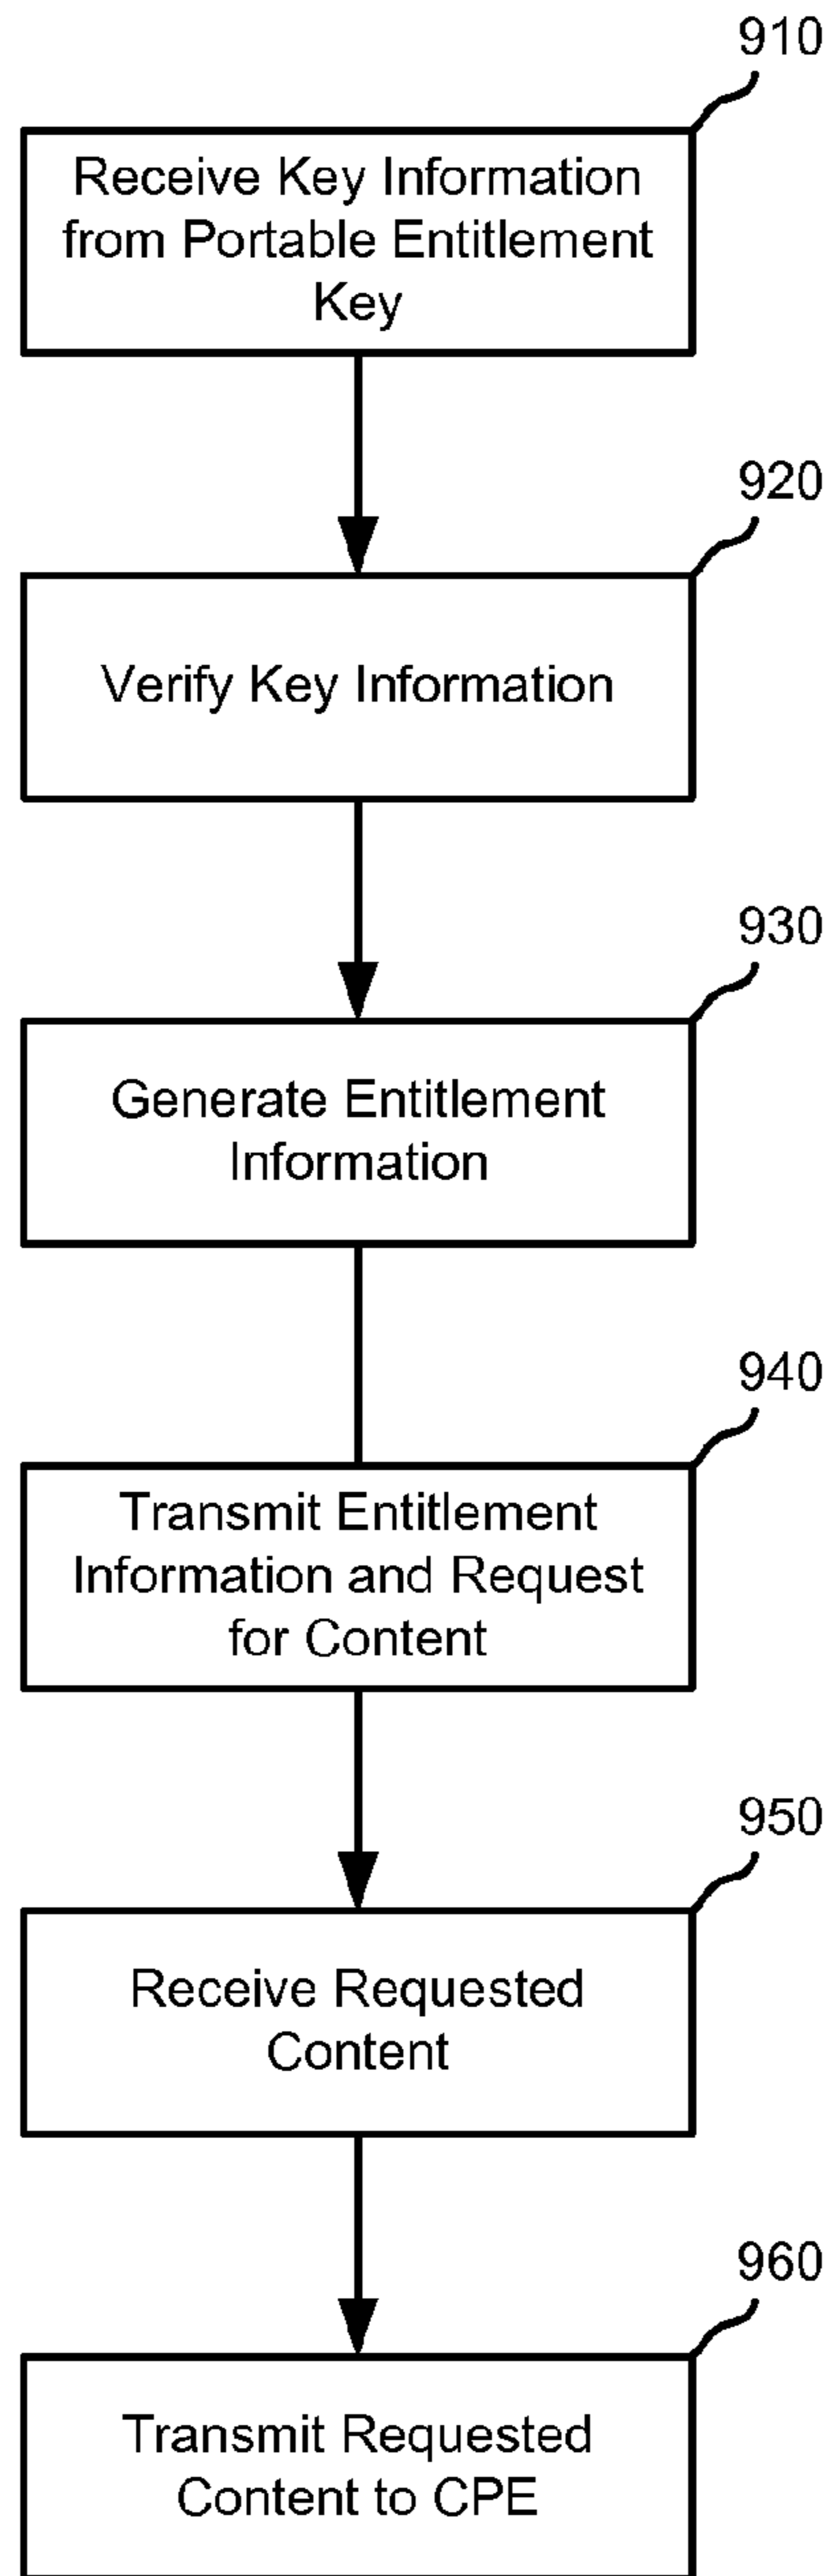 910
Receive Key Information
from Portable Entitlement
Key
920
Verify Key Information
930
Generate Entitlement
Information
940
Transmit Entitlement
Information and Request
for Content
950
Receive Requested
Content
960
Transmit Requested
Content to CPE